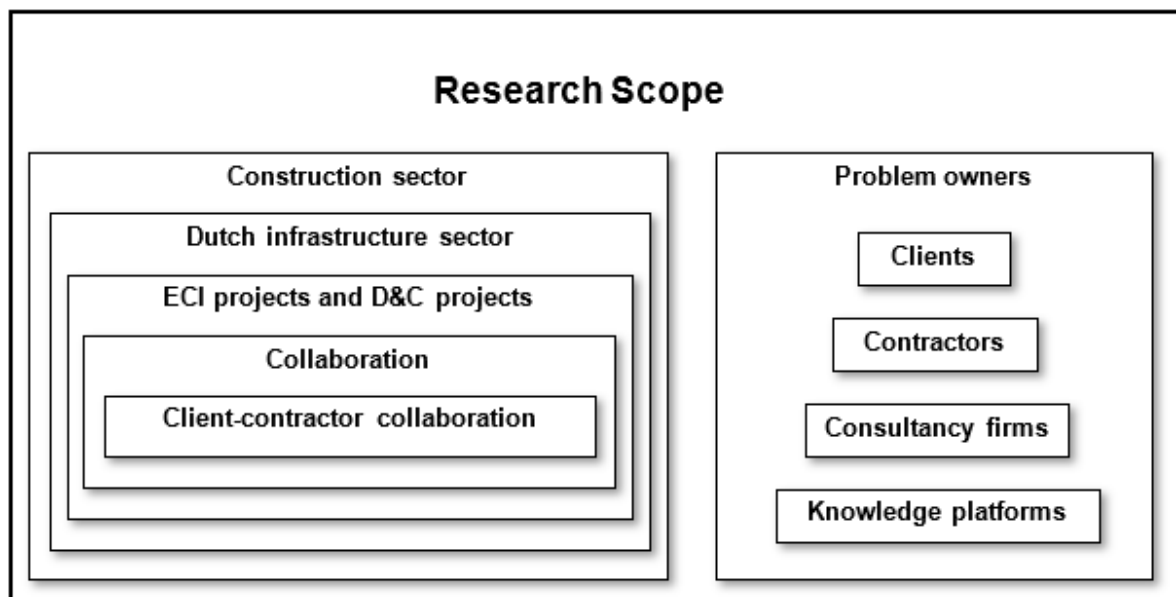 Research Scope
Construction sector
Dutch infrastructure sector
ECI projects and D&C projects
Collaboration
Client-contractor collaboration
Problem owners
Clients
Contractors
Consultancy firms
Knowledge platforms